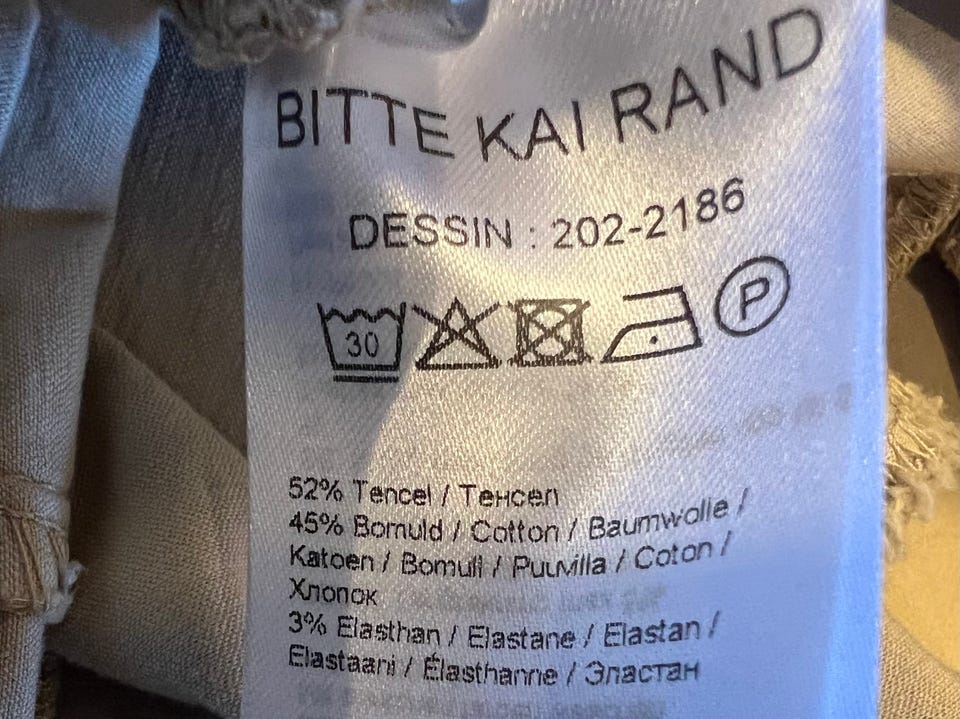 BITTE KAI RAND
DESSIN : 202-2186
30 P
52% Tencel / Тенсел
45% Bomuld / Cotton / Baumwolle /
Katoen / Bomull / Puuvilla / Coton /
Хлопок
3% Elasthan / Elastane / Elastan /
Elastaani / Élasthanne / Эластан